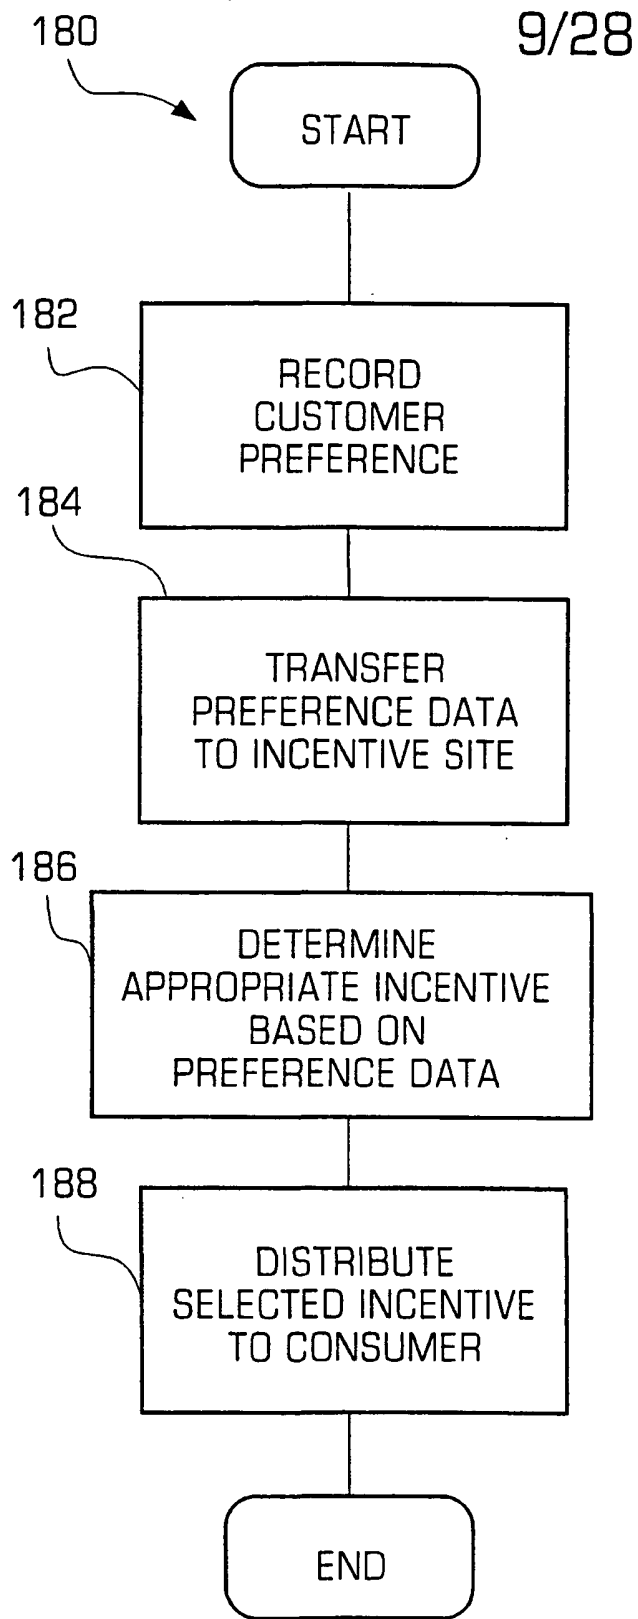 180
9/28
START
182
RECORD
CUSTOMER
PREFERENCE
184
TRANSFER
PREFERENCE DATA
TO INCENTIVE SITE
186
DETERMINE
APPROPRIATE INCENTIVE
BASED ON
PREFERENCE DATA
188
DISTRIBUTE
SELECTED INCENTIVE
TO CONSUMER
END